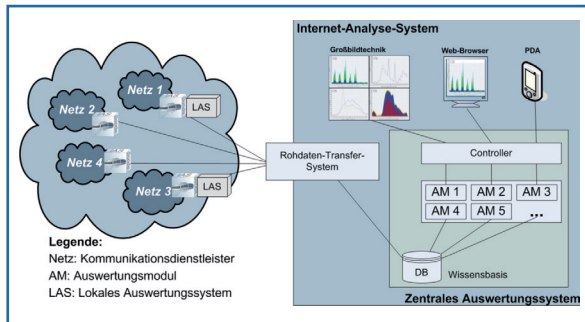 Internet-Analyse-System
Großbildtechnik
Web-Browser
PDA
Netz 1
LAS
Netz 2
Netz 4
Netz 3
LAS
Rohdaten-Transfer-
System
Controller
AM 1
AM 2
AM 3
AM 4
AM 5
...
DB
Wissensbasis
Zentrales Auswertungssystem
Legende:
Netz: Kommunikationsdienstleister
AM: Auswertungsmodul
LAS: Lokales Auswertungssystem